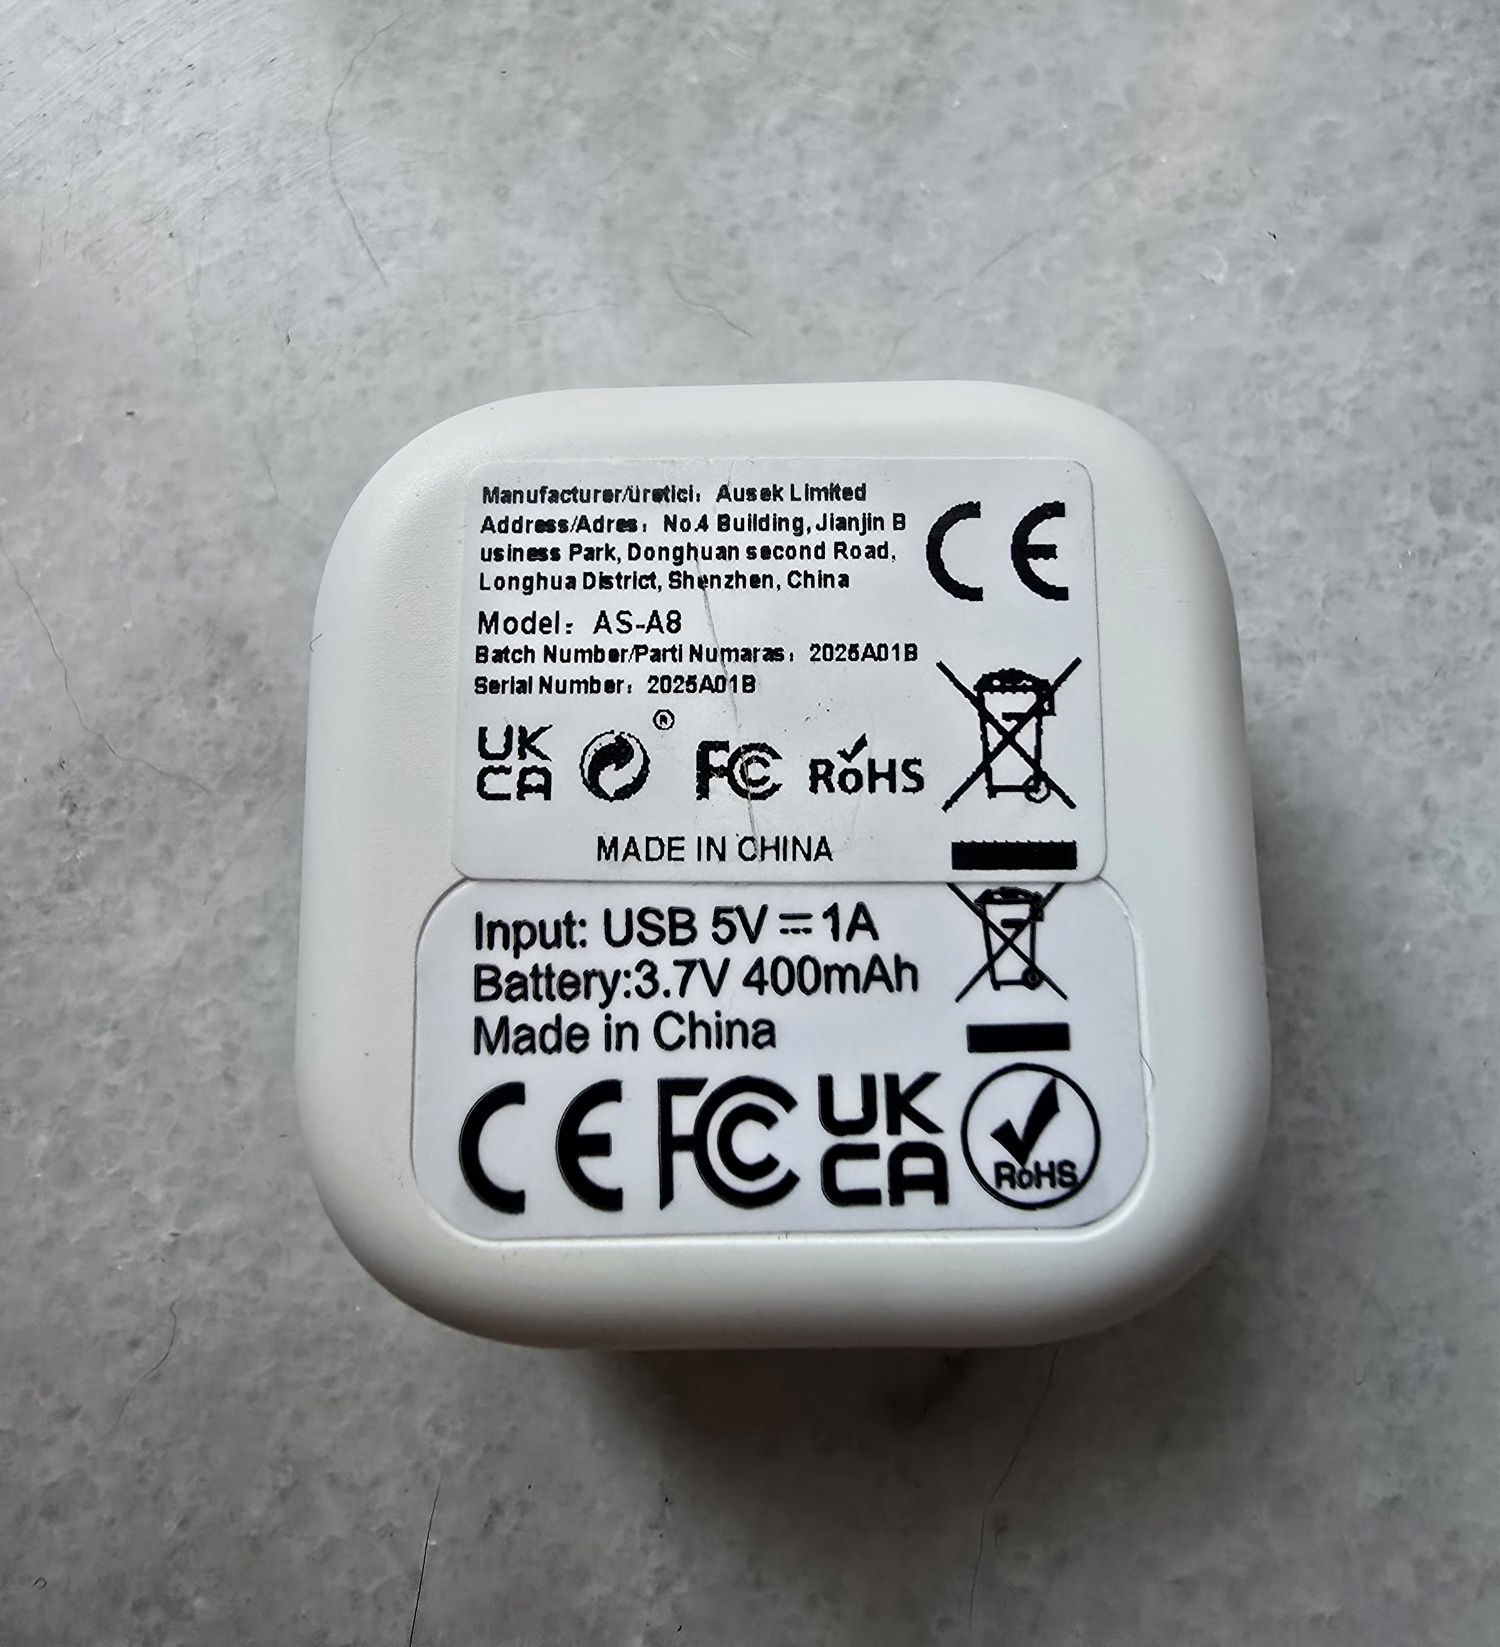 Manufacturer/üretici: Ausek Limited
Address/Adres: No.4 Building, Jianjin B
usiness Park, Donghuan second Road,
Longhua District, Shenzhen, China
CE
Model: AS-A8
Batch Number/Parti Numaras: 2025A01B
Serial Number: 2025A01B
UK
CA
®
FC
RoHS
MADE IN CHINA
Input: USB 5V⎓1A
Battery:3.7V 400mAh
Made in China
CE FC UK
CA
RoHS